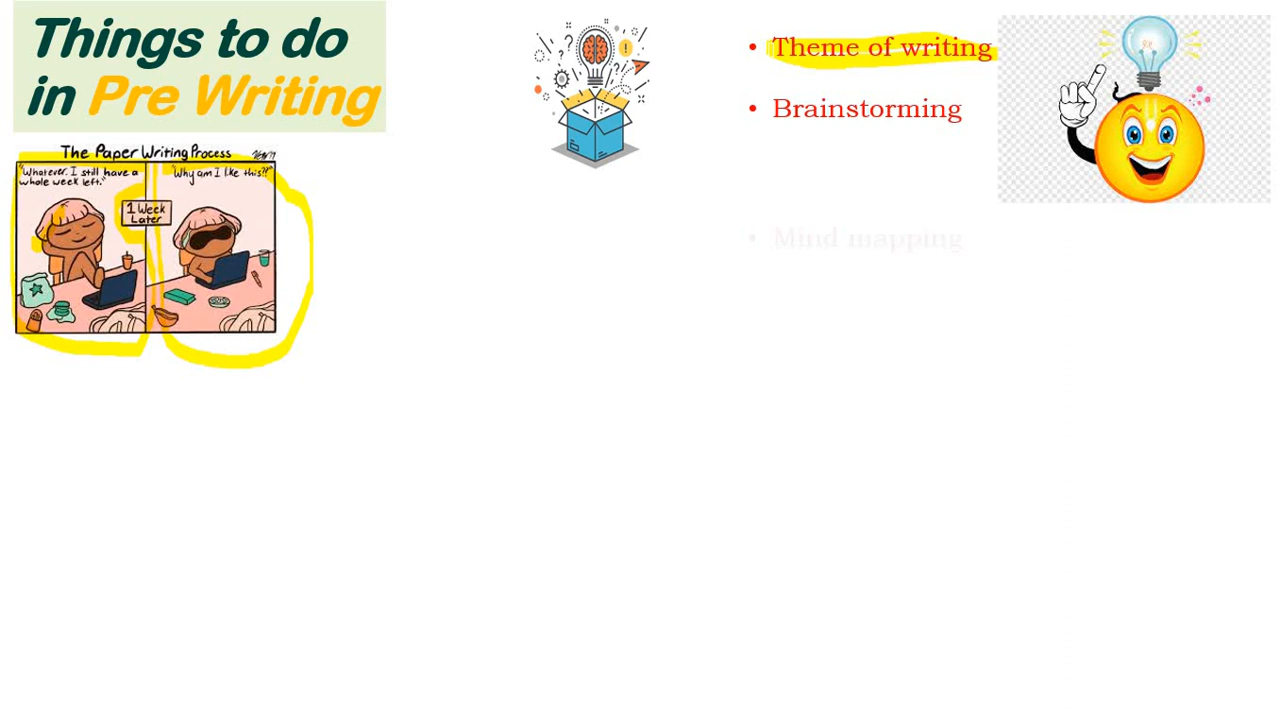 Things to do
in Pre Writing
The Paper Writing Process
"Whatever. I still have a
whole week left."
1 Week
Later
"Why am I like this?!"
• Theme of writing
• Brainstorming
• Mind mapping